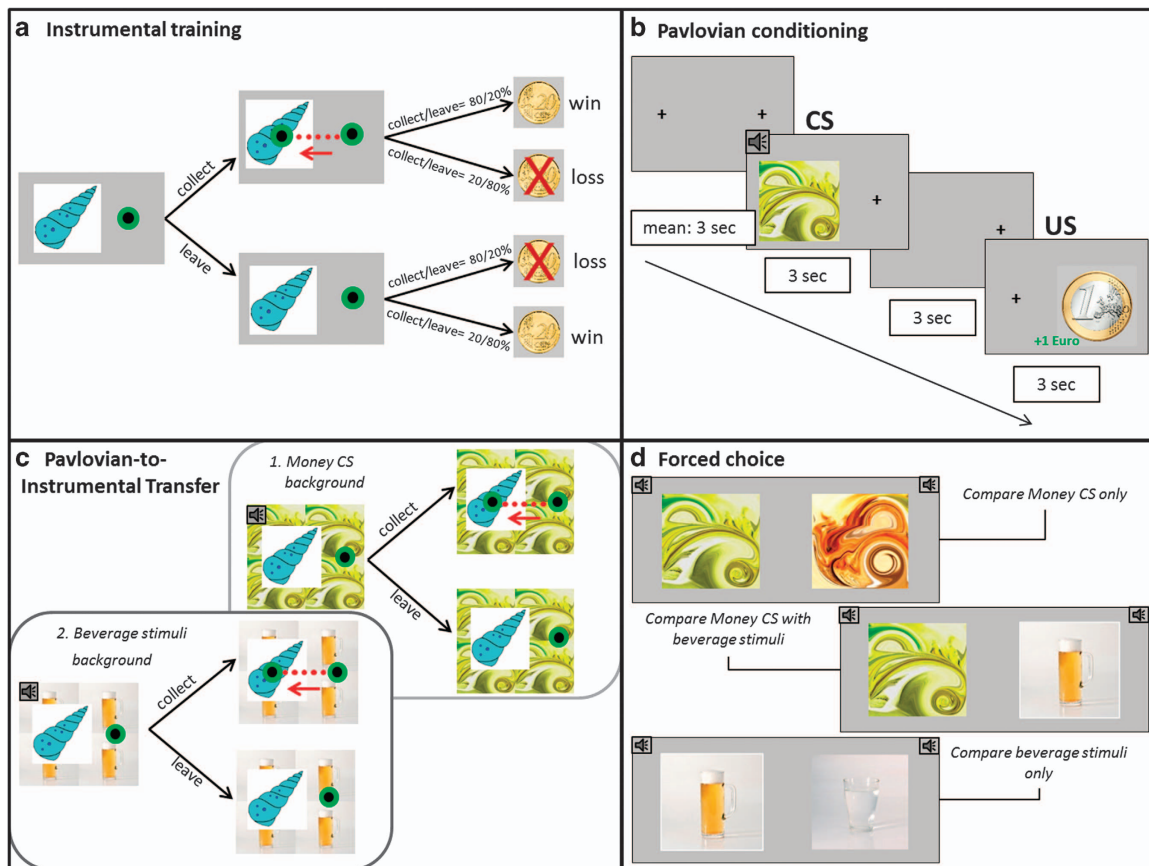 a Instrumental training
collect
leave
collect/leave= 80/20%
win
collect/leave= 20/80%
loss
collect/leave= 80/20%
loss
collect/leave= 20/80%
win
b Pavlovian conditioning
CS
mean: 3 sec
3 sec
US
3 sec
+1 Euro
3 sec
c Pavlovian-to-
Instrumental Transfer
1. Money CS
background
collect
leave
2. Beverage stimuli
background
collect
leave
d Forced choice
Compare Money CS only
Compare Money CS with
beverage stimuli
Compare beverage stimuli
only